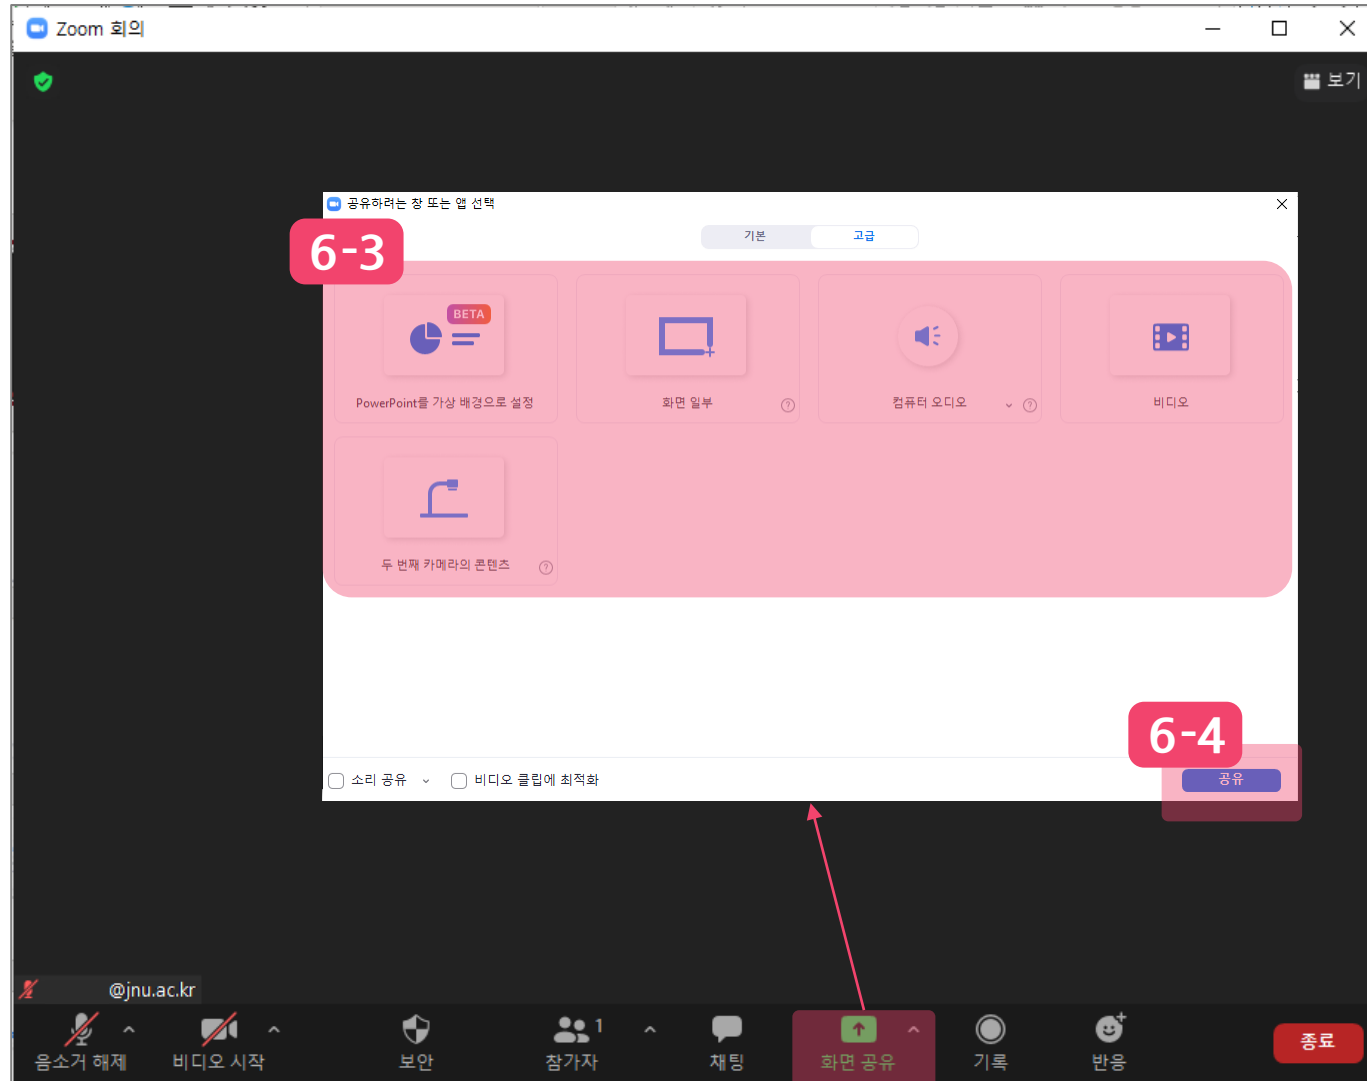 Zoom 회의
보기
공유하려는 창 또는 앱 선택
기본 고급
6-3
BETA
PowerPoint를 가상 배경으로 설정
화면 일부
컴퓨터 오디오
비디오
두 번째 카메라의 콘텐츠
6-4
소리 공유
비디오 클립에 최적화
공유
@jnu.ac.kr
음소거 해제
비디오 시작
보안
1
참가자
채팅
화면 공유
기록
반응
종료